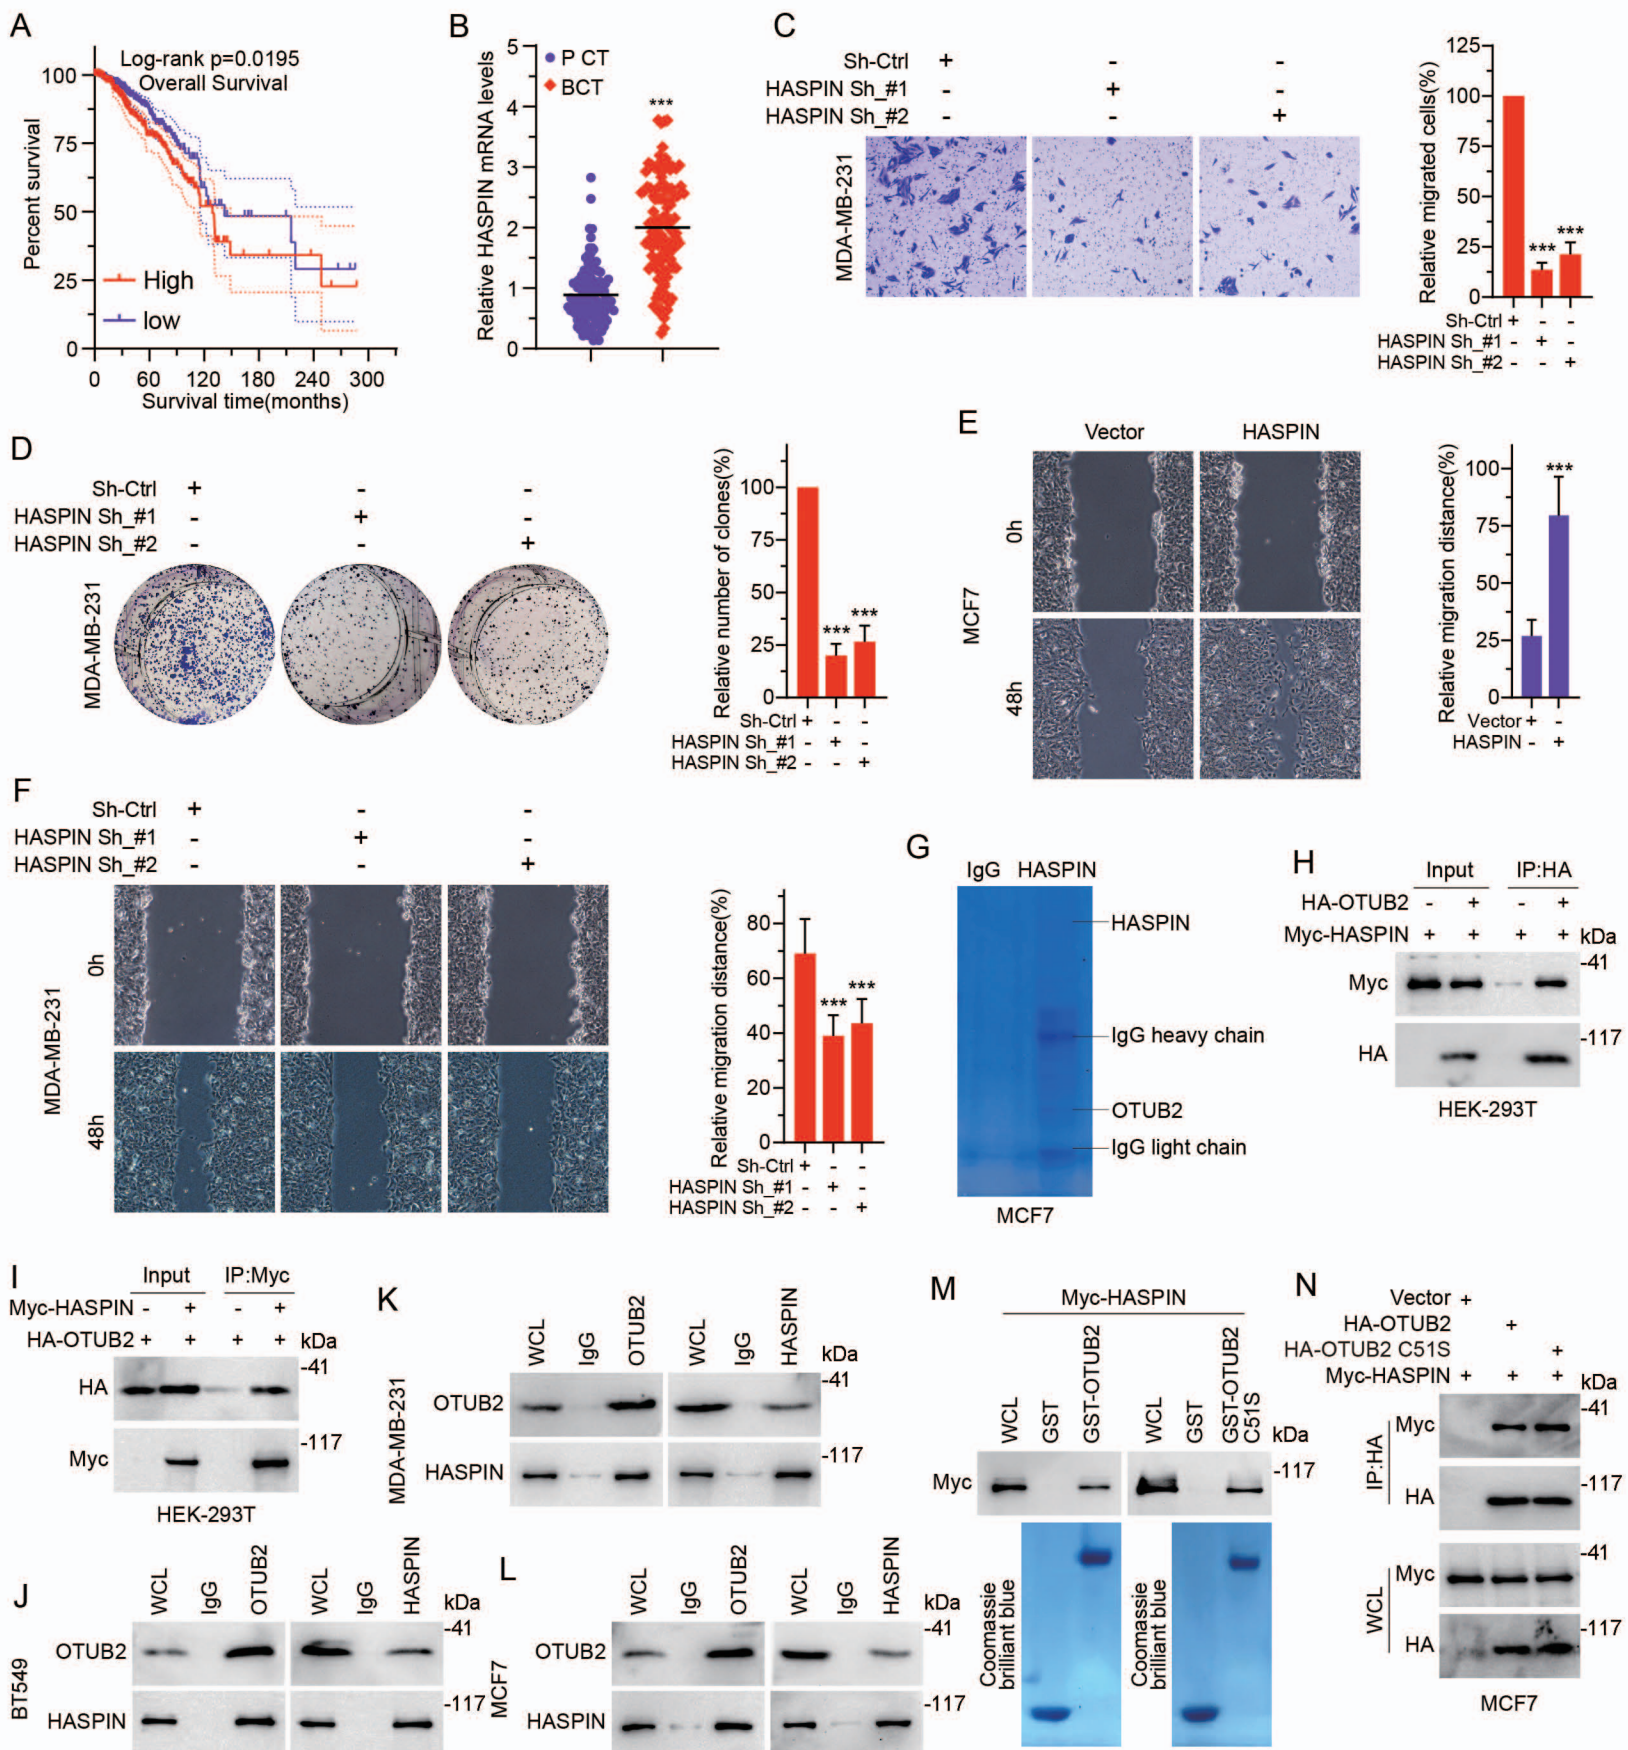 A
Log-rank p=0.0195
Overall Survival
Percent survival
100
75
50
25
0
High
low
0 60 120 180 240 300
Survival time(months)
B
Relative HASPIN mRNA levels
5
4
3
2
1
0
P CT
BCT
***
C
Sh-Ctrl + - -
HASPIN Sh_#1 - + -
HASPIN Sh_#2 - - +
MDA-MB-231
Relative migrated cells(%)
125
100
75
50
25
0
*** ***
Sh-Ctrl + - -
HASPIN Sh_#1 - + -
HASPIN Sh_#2 - - +
D
Sh-Ctrl + - -
HASPIN Sh_#1 - + -
HASPIN Sh_#2 - - +
MDA-MB-231
Relative number of clones(%)
100
75
50
25
0
*** ***
Sh-Ctrl + - -
HASPIN Sh_#1 - + -
HASPIN Sh_#2 - - +
E
Vector HASPIN
MCF7
0h
48h
Relative migration distance(%)
100
75
50
25
0
***
Vector + -
HASPIN - +
F
Sh-Ctrl + - -
HASPIN Sh_#1 - + -
HASPIN Sh_#2 - - +
MDA-MB-231
0h
48h
Relative migration distance(%)
80
60
40
20
0
*** ***
Sh-Ctrl + - -
HASPIN Sh_#1 - + -
HASPIN Sh_#2 - - +
G
IgG HASPIN
HASPIN
IgG heavy chain
OTUB2
IgG light chain
MCF7
H
Input IP:HA
HA-OTUB2 - + - +
Myc-HASPIN + + + + kDa
Myc -41
HA -117
HEK-293T
I
Input IP:Myc
Myc-HASPIN - + - +
HA-OTUB2 + + + + kDa
HA -41
Myc -117
HEK-293T
J
WCL IgG OTUB2 WCL IgG HASPIN kDa
BT549
OTUB2 -41
HASPIN -117
K
WCL IgG OTUB2 WCL IgG HASPIN kDa
MDA-MB-231
OTUB2 -41
HASPIN -117
L
WCL IgG OTUB2 WCL IgG HASPIN kDa
MCF7
OTUB2 -41
HASPIN -117
M
Myc-HASPIN
WCL GST GST-OTUB2 WCL GST GST-OTUB2 C51S kDa
Myc -117
Coomassie brilliant blue
Coomassie brilliant blue
N
Vector +
HA-OTUB2 +
HA-OTUB2 C51S +
Myc-HASPIN + + + kDa
IP:HA
Myc -41
HA -117
WCL
Myc -41
HA -117
MCF7